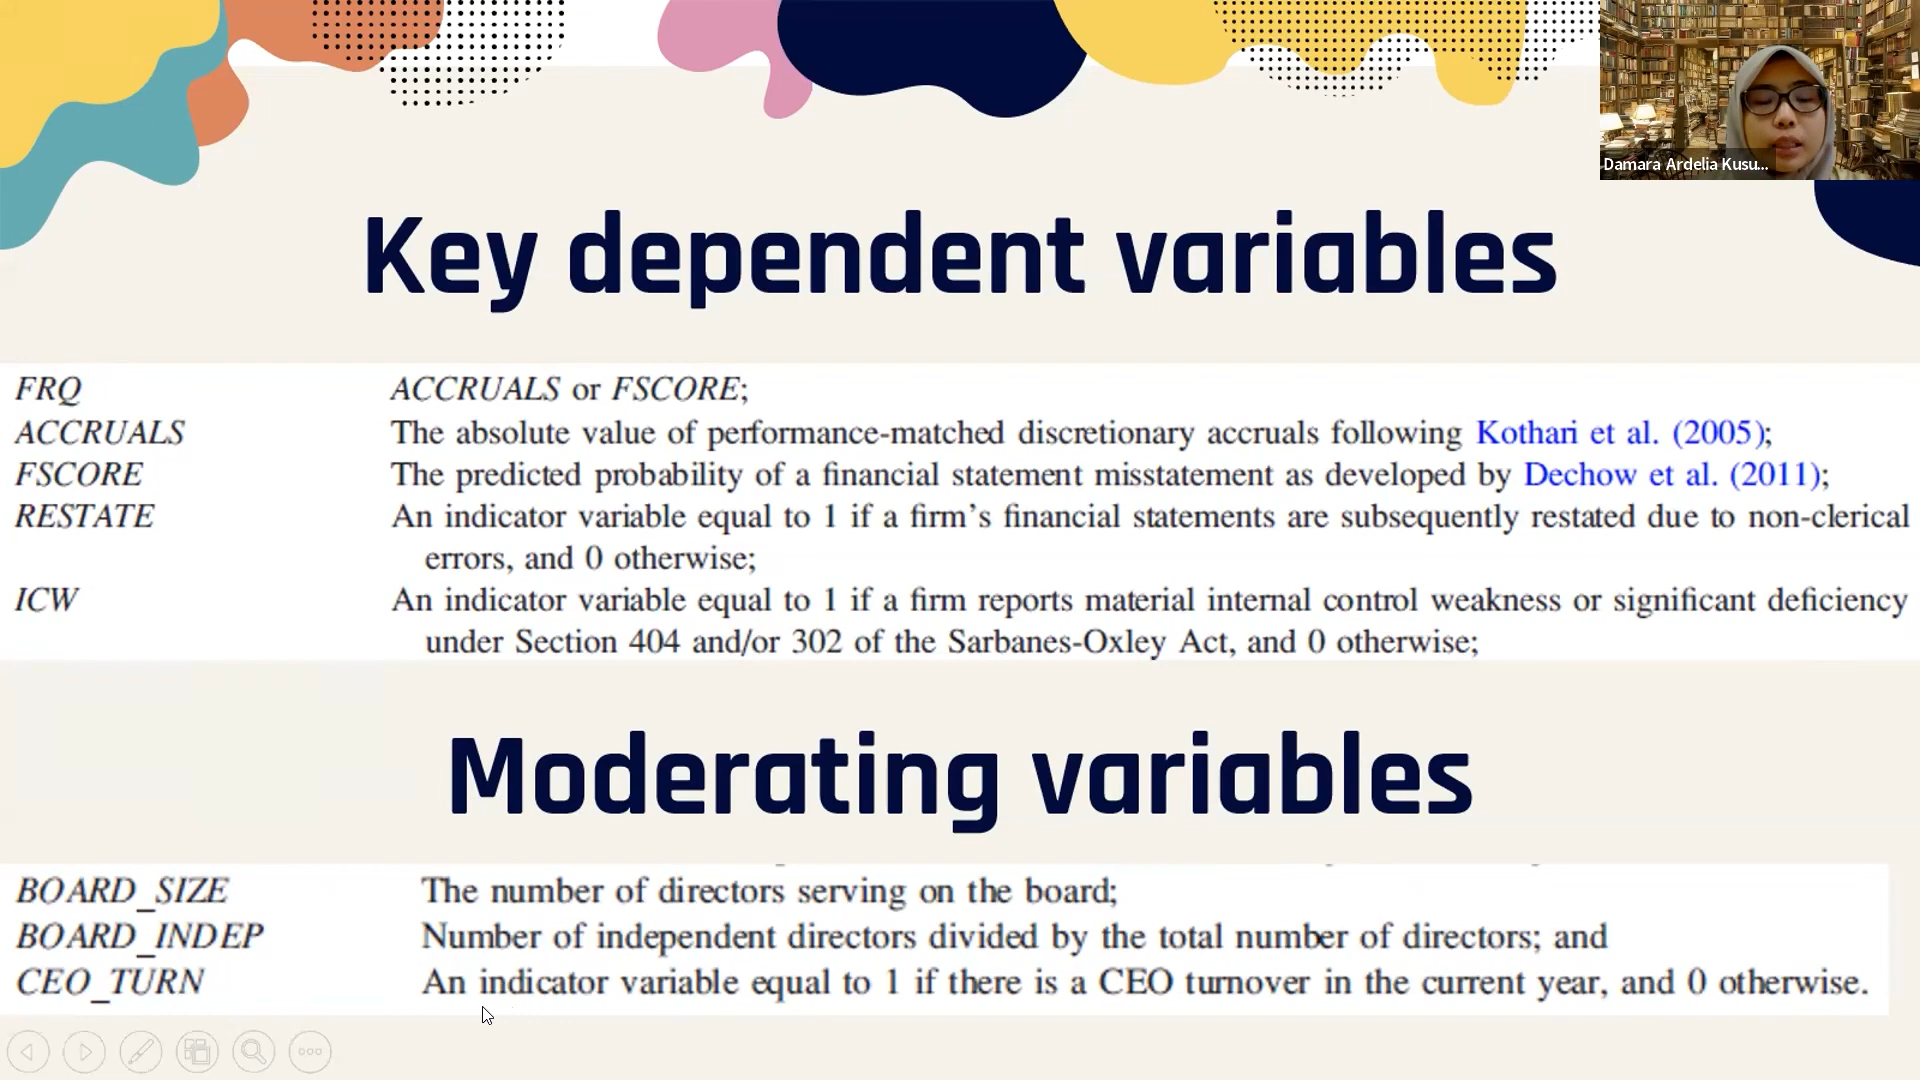 Damara Ardelia Kusu...
Key dependent variables
FRQ ACCRUALS or FSCORE;
ACCRUALS The absolute value of performance-matched discretionary accruals following Kothari et al. (2005);
FSCORE The predicted probability of a financial statement misstatement as developed by Dechow et al. (2011);
RESTATE An indicator variable equal to 1 if a firm's financial statements are subsequently restated due to non-clerical
errors, and 0 otherwise;
ICW An indicator variable equal to 1 if a firm reports material internal control weakness or significant deficiency
under Section 404 and/or 302 of the Sarbanes-Oxley Act, and 0 otherwise;
Moderating variables
BOARD_SIZE The number of directors serving on the board;
BOARD_INDEP Number of independent directors divided by the total number of directors; and
CEO_TURN An indicator variable equal to 1 if there is a CEO turnover in the current year, and 0 otherwise.